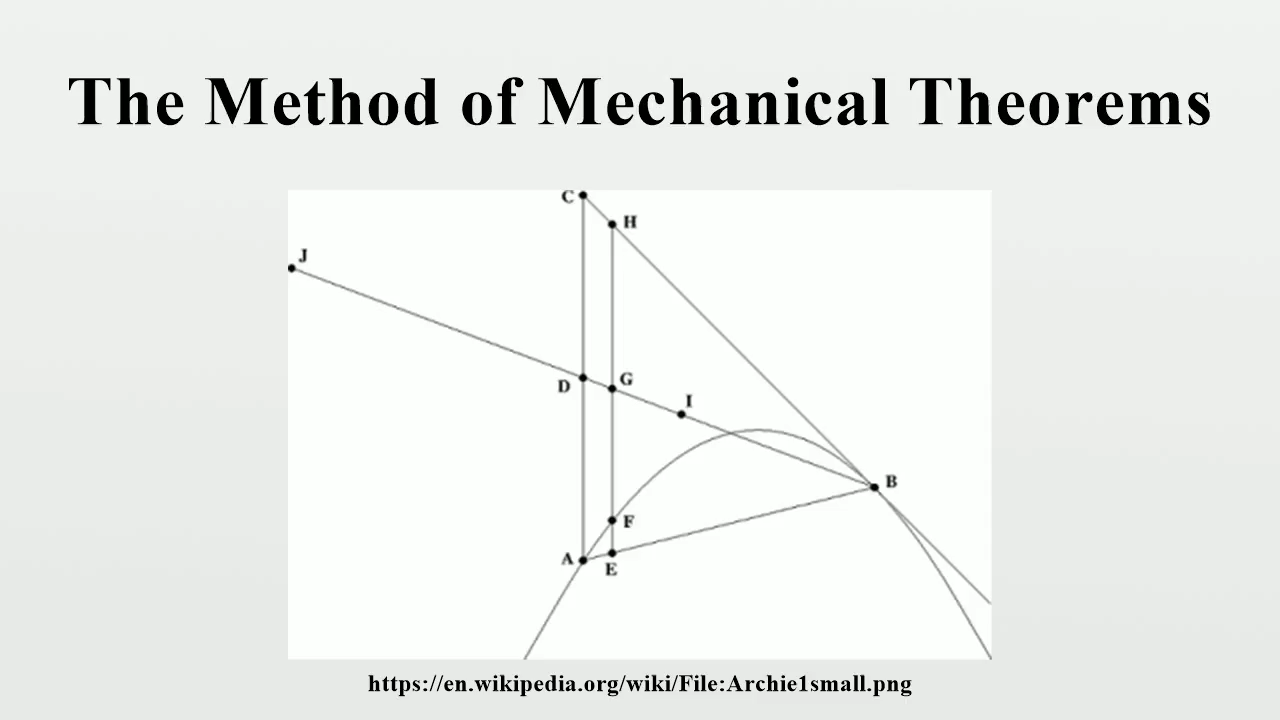 The Method of Mechanical Theorems
C
H
J
D
G
I
B
F
A
E
https://en.wikipedia.org/wiki/File:Archie1small.png